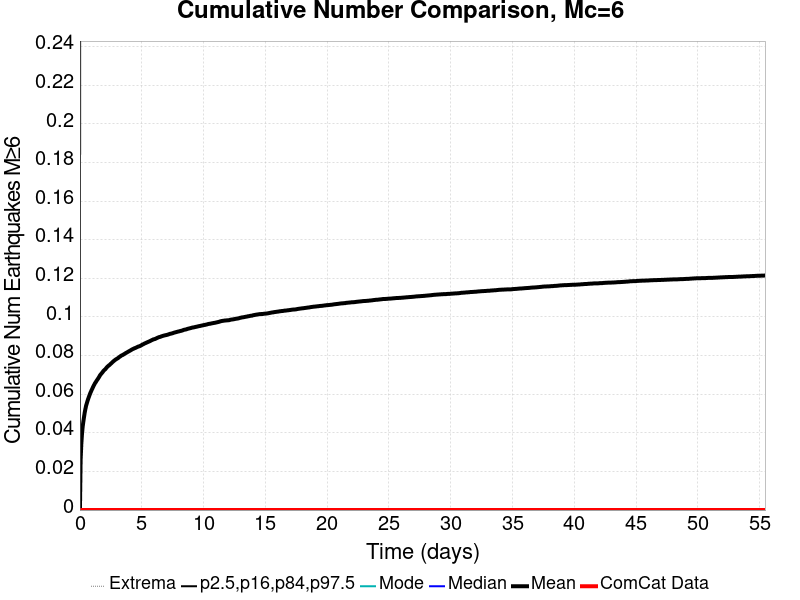 Cumulative Number Comparison, Mc=6
Cumulative Num Earthquakes M≥6
0.24
0.22
0.2
0.18
0.16
0.14
0.12
0.1
0.08
0.06
0.04
0.02
0
0 5 10 15 20 25 30 35 40 45 50 55
Time (days)
Extrema p2.5,p16,p84,p97.5 Mode Median Mean ComCat Data